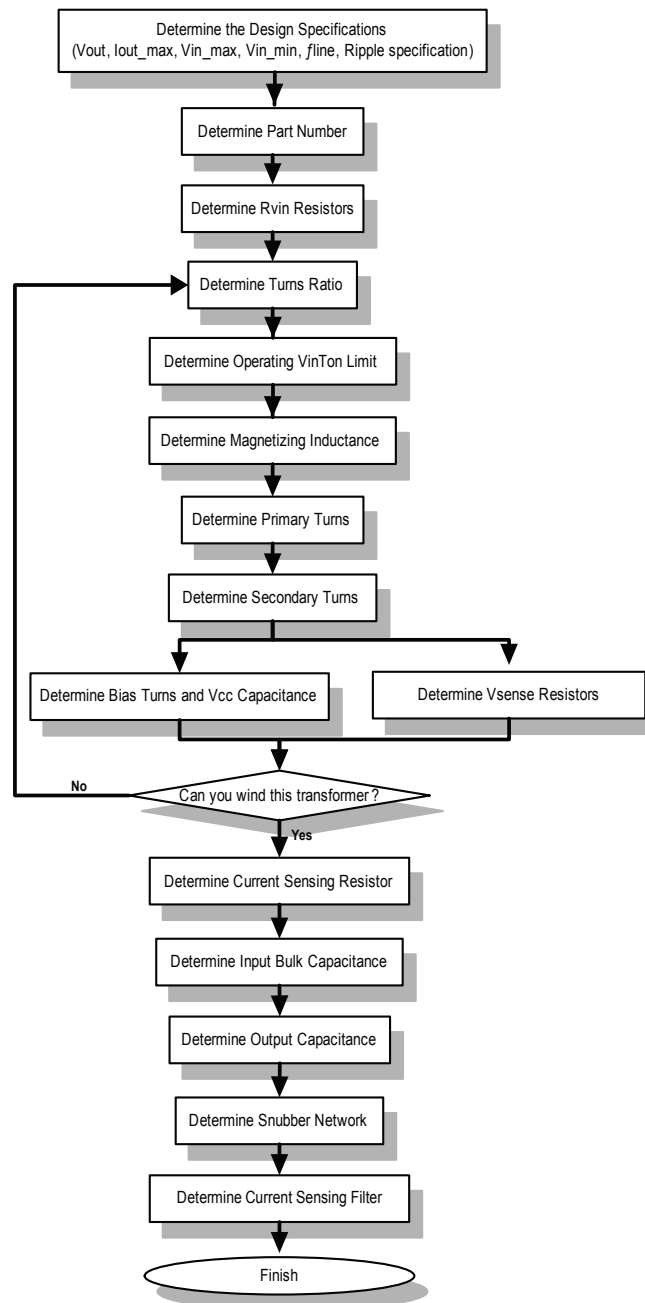 Determine the Design Specifications
(Vout, Iout_max, Vin_max, Vin_min, ƒline, Ripple specification)
Determine Part Number
Determine Rvin Resistors
Determine Turns Ratio
Determine Operating VinTon Limit
Determine Magnetizing Inductance
Determine Primary Turns
Determine Secondary Turns
Determine Bias Turns and Vcc Capacitance
Determine Vsense Resistors
No
Can you wind this transformer?
Yes
Determine Current Sensing Resistor
Determine Input Bulk Capacitance
Determine Output Capacitance
Determine Snubber Network
Determine Current Sensing Filter
Finish